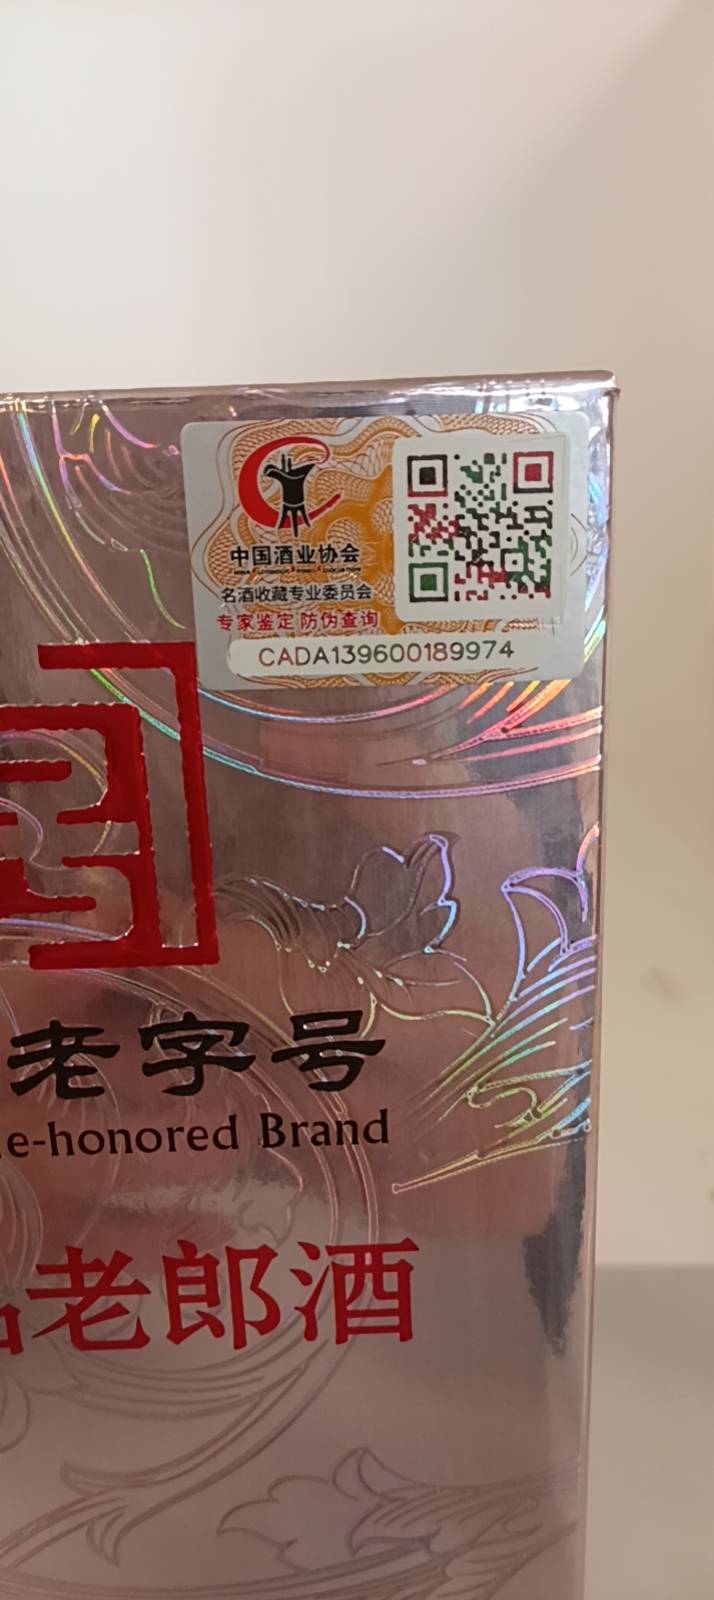 中国酒业协会
名酒收藏专业委员会
专家鉴定 防伪查询
CADA139600189974
老字号
e-honored Brand
老郎酒